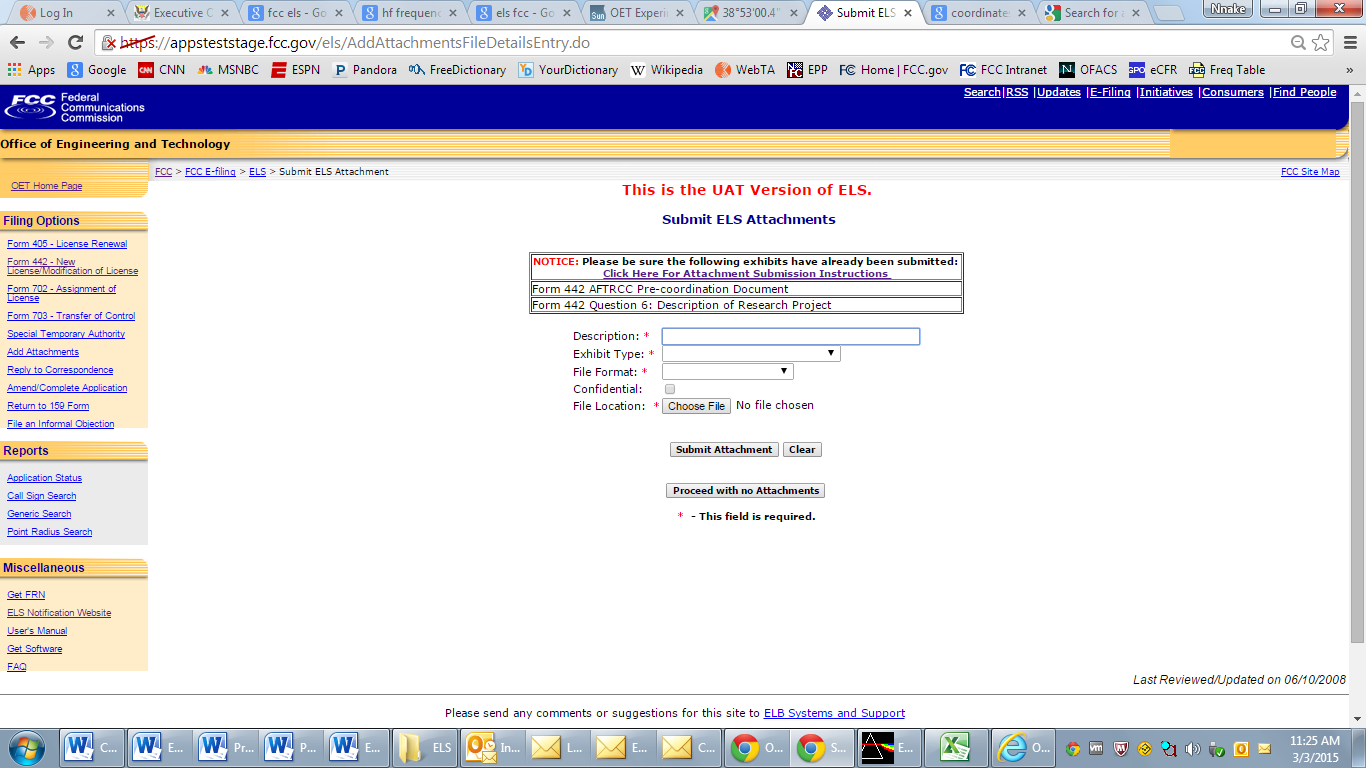 Log In
Executive O
fcc els - Go
hf frequenc
els fcc - Go
OET Experi
38°53'00.4"
Submit ELS
coordinates
Search for a
Nnake
https://appsteststage.fcc.gov/els/AddAttachmentsFileDetailsEntry.do
Apps Google CNN MSNBC ESPN Pandora FreeDictionary YourDictionary Wikipedia WebTA EPP Home | FCC.gov FCC Intranet OFACS eCFR Freq Table »
FCC Federal Communications Commission
Search|RSS |Updates |E-Filing |Initiatives |Consumers |Find People
Office of Engineering and Technology
FCC > FCC E-filing > ELS > Submit ELS Attachment
FCC Site Map
OET Home Page
Filing Options
Form 405 - License Renewal
Form 442 - New
License/Modification of License
Form 702 - Assignment of
License
Form 703 - Transfer of Control
Special Temporary Authority
Add Attachments
Reply to Correspondence
Amend/Complete Application
Return to 159 Form
File an Informal Objection
Reports
Application Status
Call Sign Search
Generic Search
Point Radius Search
Miscellaneous
Get FRN
ELS Notification Website
User's Manual
Get Software
FAQ
This is the UAT Version of ELS.
Submit ELS Attachments
NOTICE: Please be sure the following exhibits have already been submitted:
Click Here For Attachment Submission Instructions
Form 442 AFTRCC Pre-coordination Document
Form 442 Question 6: Description of Research Project
Description: *
Exhibit Type: *
File Format: *
Confidential:
File Location: * Choose File No file chosen
Submit Attachment Clear
Proceed with no Attachments
* - This field is required.
Last Reviewed/Updated on 06/10/2008
Please send any comments or suggestions for this site to ELB Systems and Support
C... E... Pr... P... E... ELS In... L... E... C... O... S... E... O...
11:25 AM
3/3/2015